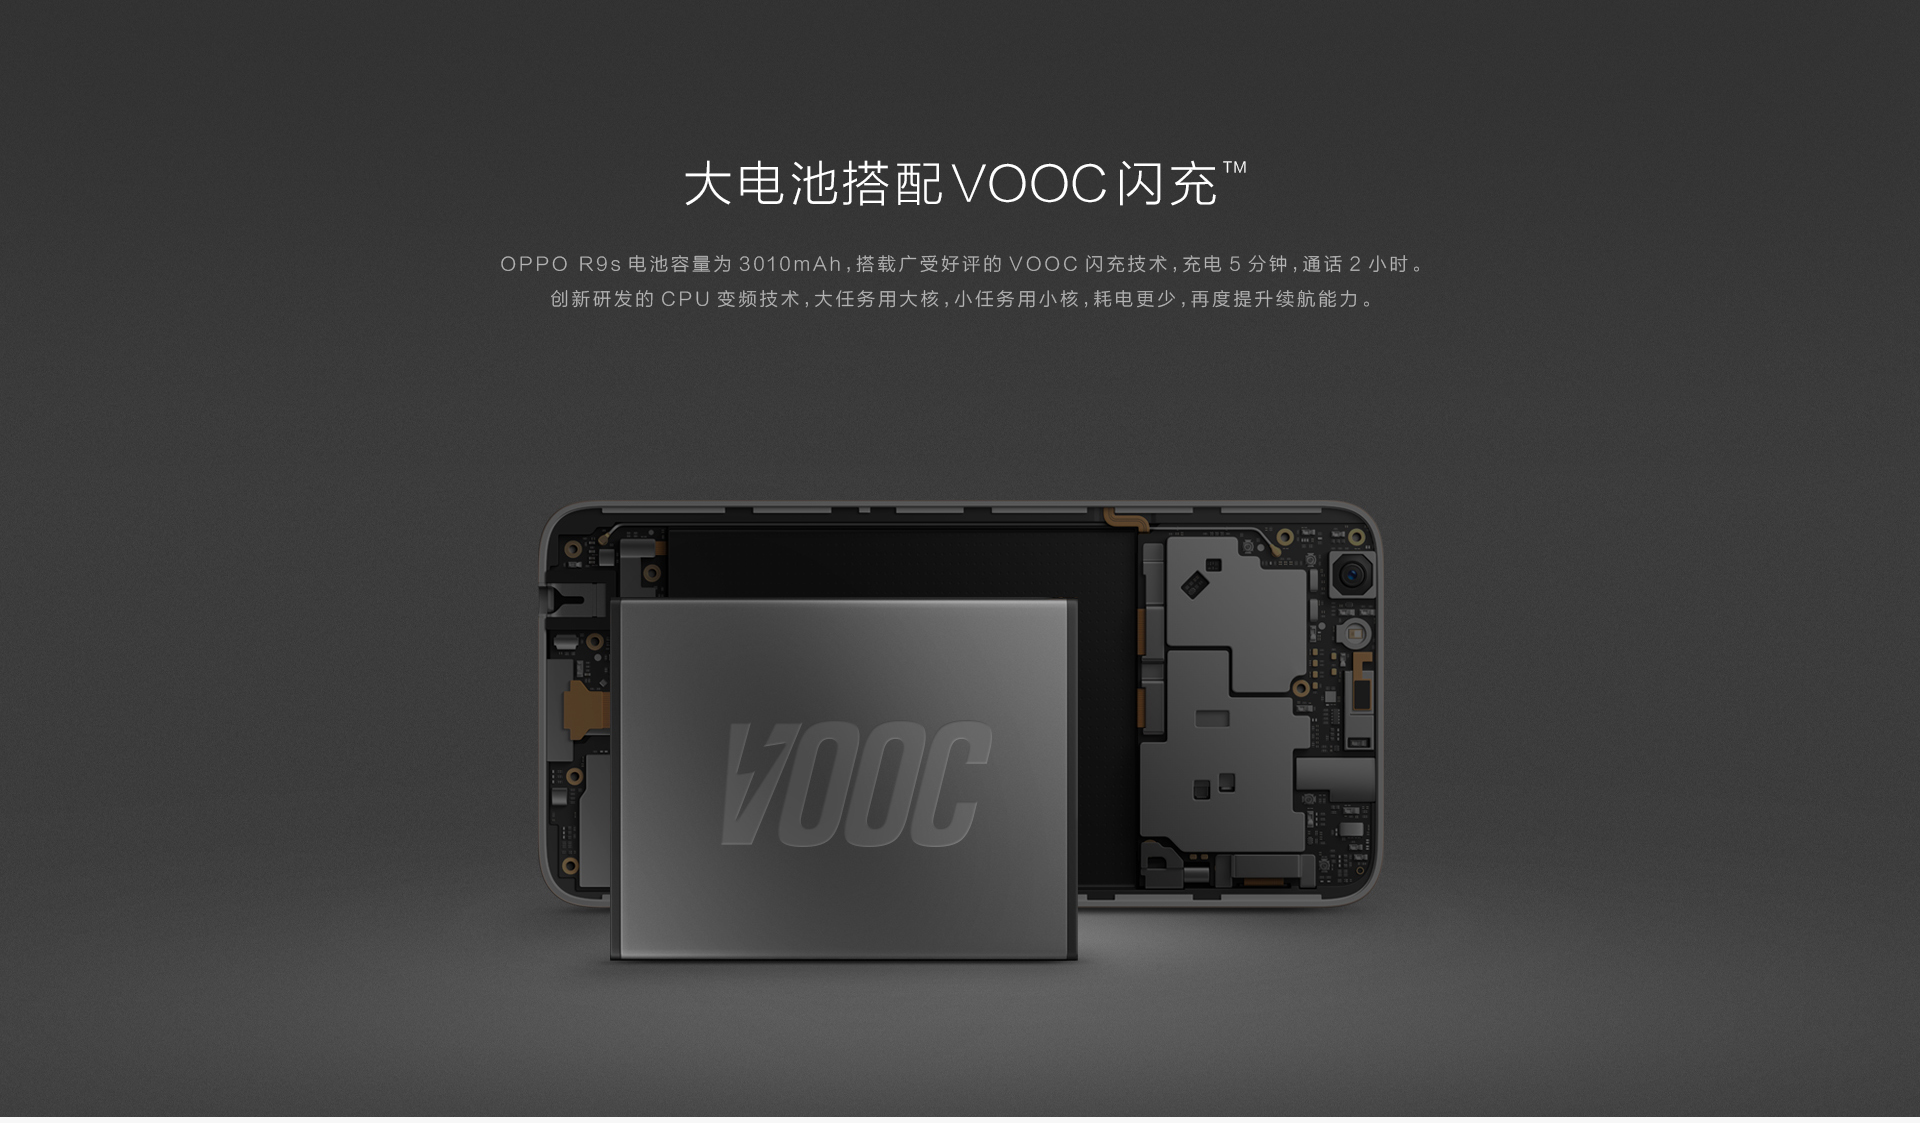 大电池搭配VOOC闪充™
OPPO R9s 电池容量为 3010mAh,搭载广受好评的 VOOC 闪充技术,充电 5 分钟,通话 2 小时。
创新研发的 CPU 变频技术,大任务用大核,小任务用小核,耗电更少,再度提升续航能力。
VOOC